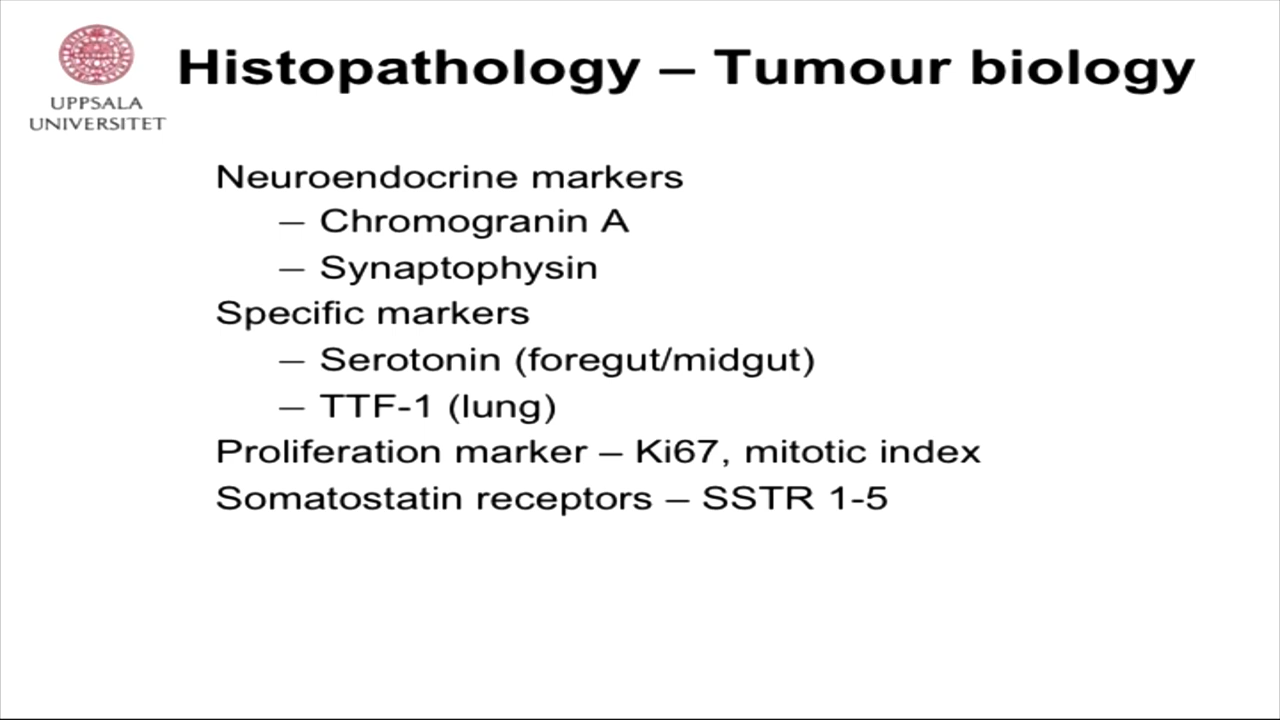 Histopathology – Tumour biology
UPPSALA
UNIVERSITET
Neuroendocrine markers
– Chromogranin A
– Synaptophysin
Specific markers
– Serotonin (foregut/midgut)
– TTF-1 (lung)
Proliferation marker – Ki67, mitotic index
Somatostatin receptors – SSTR 1-5